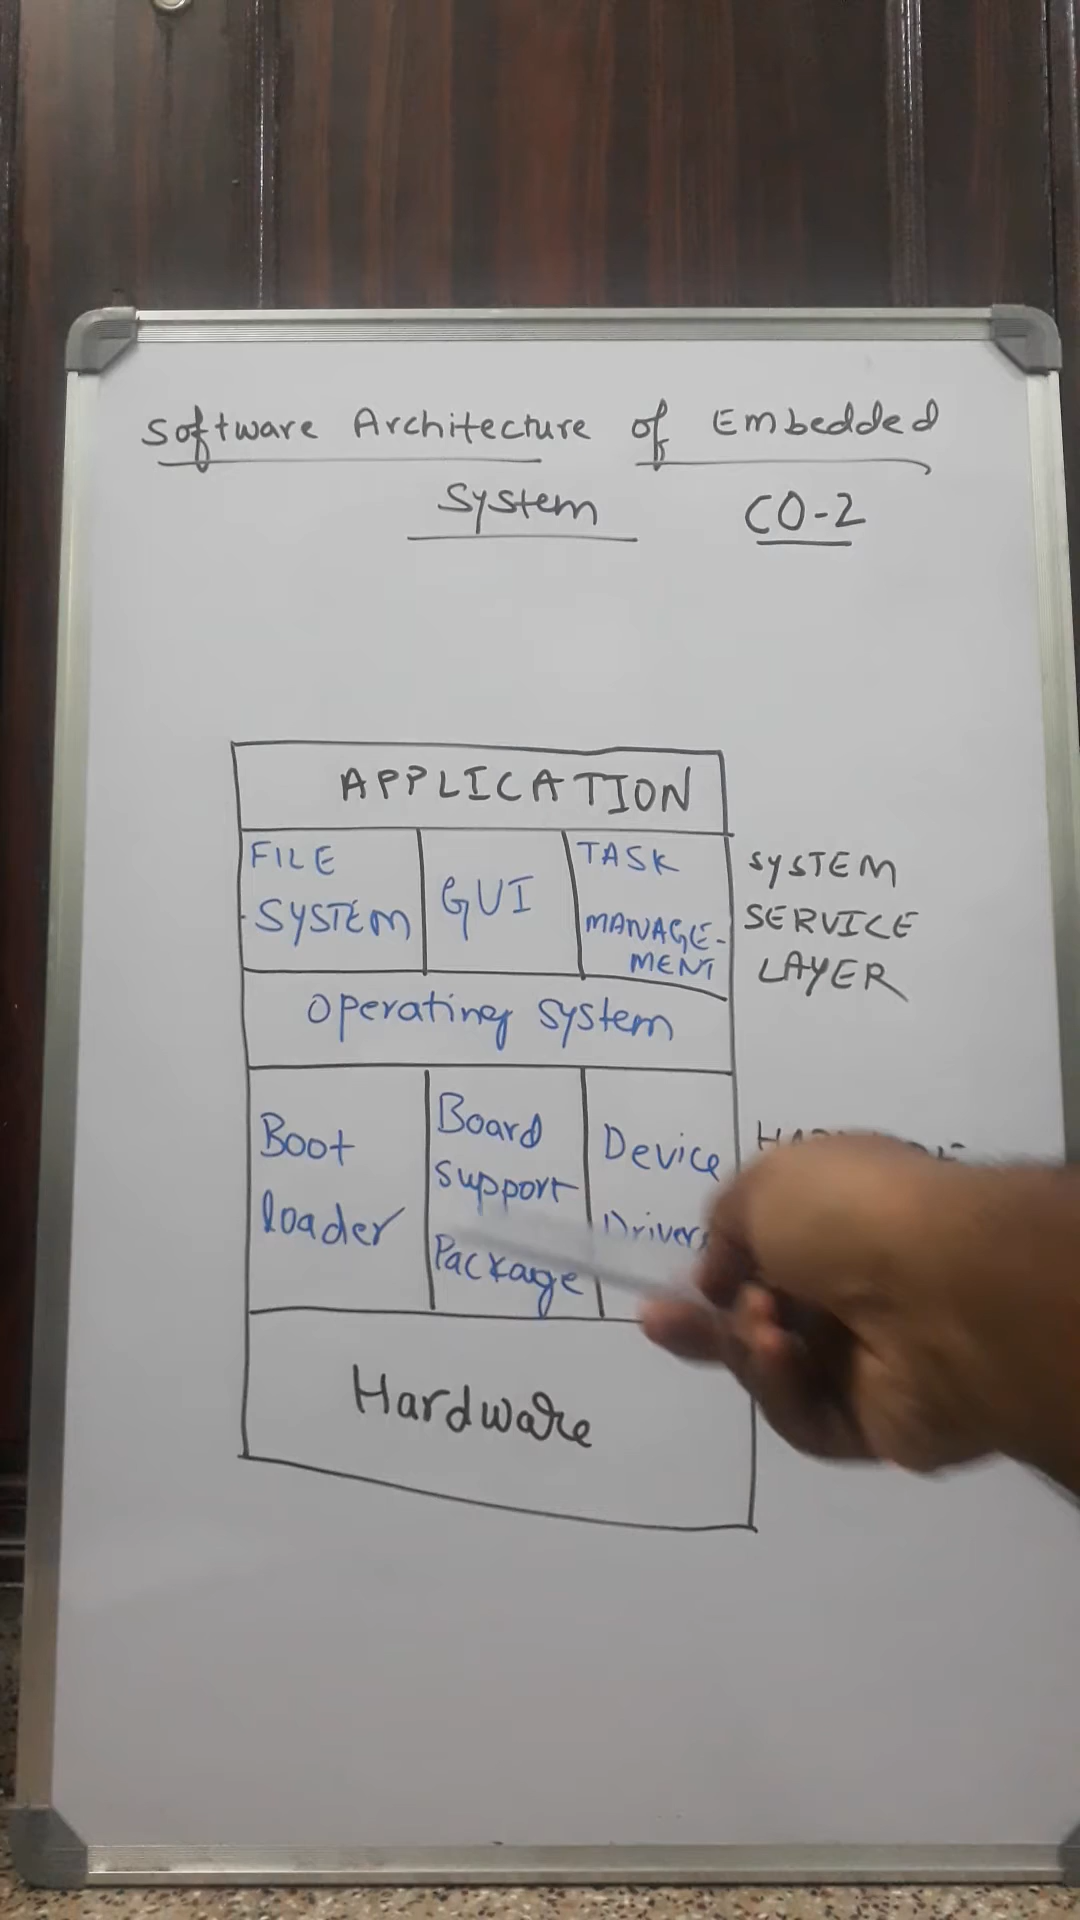 Software Architecture of Embedded
System CO-2
APPLICATION
FILE
SYSTEM
GUI
TASK
MANAGE-
MENT
SYSTEM
SERVICE
LAYER
Operating System
Boot
loader
Board
Support
Package
Device
Drivers
Hardware